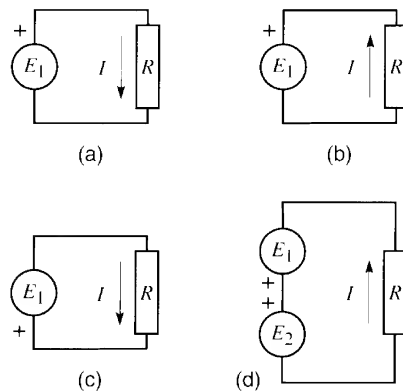 + E1 I R
(a)
+ E1 I R
(b)
E1 I R
+
(c)
E1
+
I R
+
E2
(d)